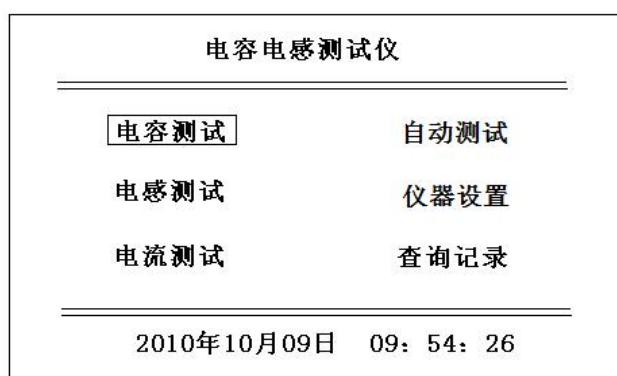 电容电感测试仪
电容测试 自动测试
电感测试 仪器设置
电流测试 查询记录
2010年10月09日 09：54：26